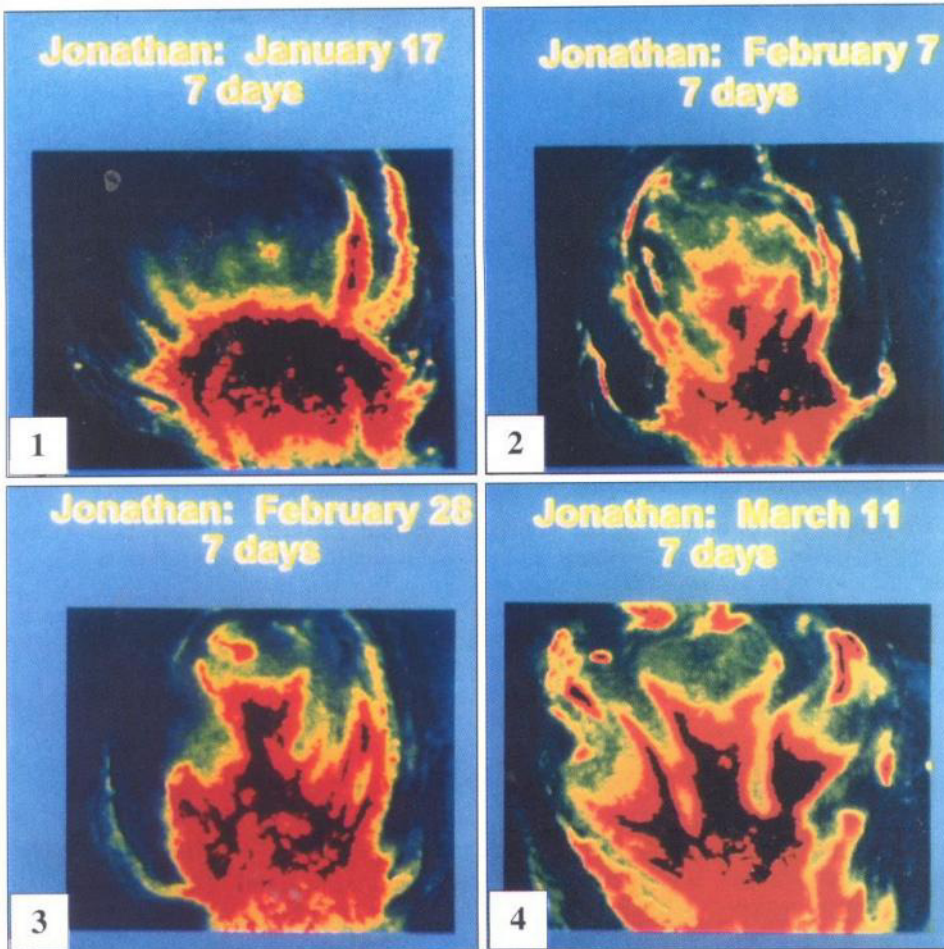 Jonathan: January 17
7 days
1
Jonathan: February 7
7 days
2
Jonathan: February 28
7 days
3
Jonathan: March 11
7 days
4